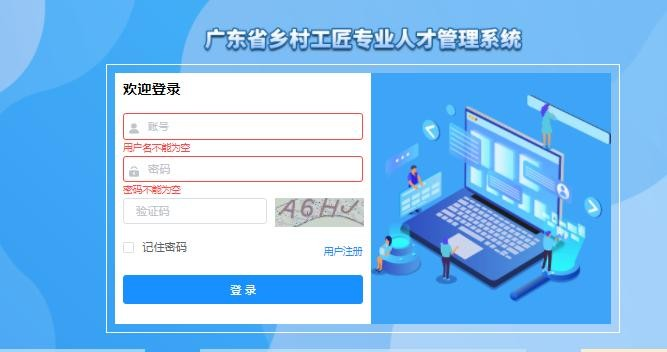 广东省乡村工匠专业人才管理系统
欢迎登录
账号
用户名不能为空
密码
密码不能为空
验证码
A6HJ
记住密码
用户注册
登 录